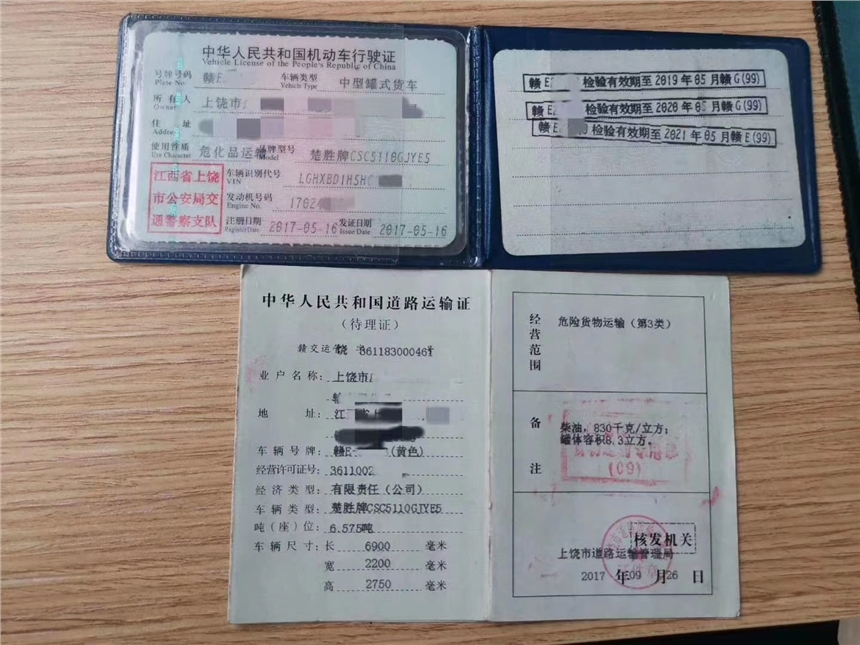 中华人民共和国机动车行驶证
Vehicle License of the People's Republic of China
号牌号码 赣E 车辆类型 中型罐式货车
Plate No. Vehicle Type
所有人 上饶市
Owner
住址
Address
使用性质 危化品运输 品牌型号 楚胜牌CSC5110GJYE5
Use Character Model
江西省上饶
市公安局交
通警察支队
车辆识别代号 LGHXBD1H5HC
VIN
发动机号码 17024
Engine No.
注册日期 2017-05-16 发证日期 2017-05-16
Register Date Issue Date
赣E 检验有效期至2019年05月赣G(99)
赣E 检验有效期至2020年05月赣G(99)
赣E 检验有效期至2021年05月赣E(99)
中华人民共和国道路运输证
(待理证)
赣交运管 饶 字 361183000461
业户名称: 上饶市
地址: 江
车辆号牌: 赣E (黄色)
经营许可证号: 3611002
经济类型: 有限责任(公司)
车辆类型: 楚胜牌CSC5110GJYE5
吨(座)位: 6.575吨
车辆尺寸: 长 6900 毫米
宽 2200 毫米
高 2750 毫米
经营范围
危险货物运输(第3类)
备注
柴油,830千克/立方;
罐体容积8.3立方。
(09)
核发机关
上饶市道路运输管理局
2017 年 09 月 26 日